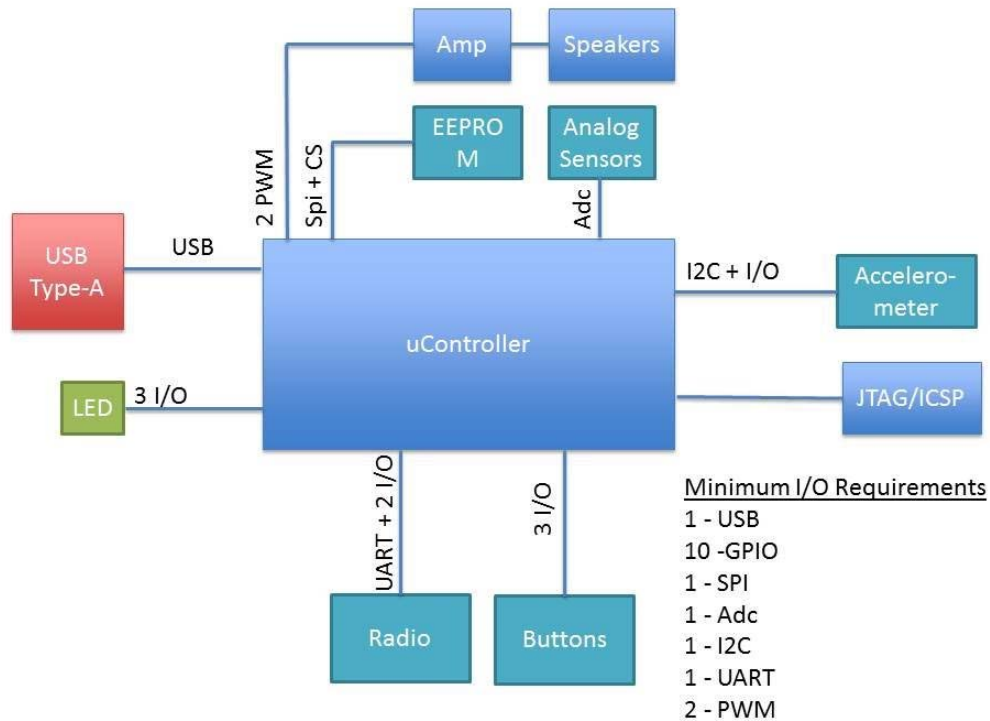 Amp
Speakers
EEPRO
M
Analog
Sensors
2 PWM
Spi + CS
Adc
USB
Type-A
USB
I2C + I/O
Accelero-
meter
uController
LED
3 I/O
JTAG/ICSP
UART + 2 I/O
3 I/O
Radio
Buttons
Minimum I/O Requirements
1 - USB
10 -GPIO
1 - SPI
1 - Adc
1 - I2C
1 - UART
2 - PWM